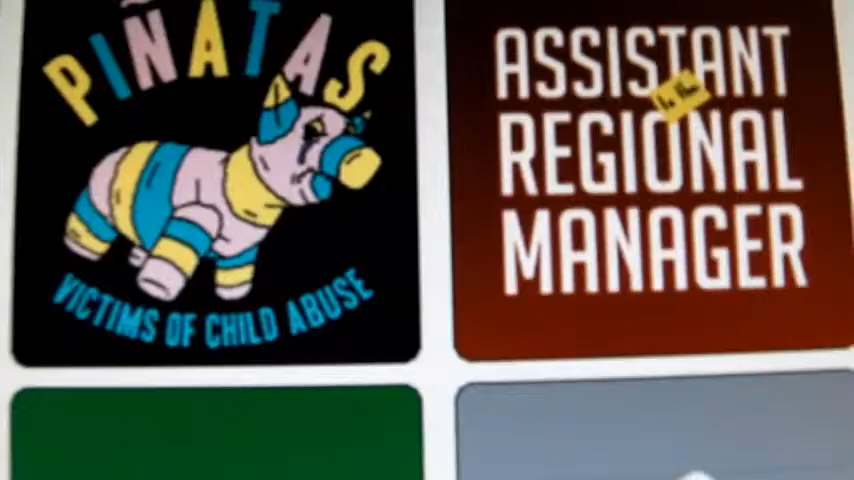 PIÑATAS
VICTIMS OF CHILD ABUSE
ASSISTANT
REGIONAL
MANAGER